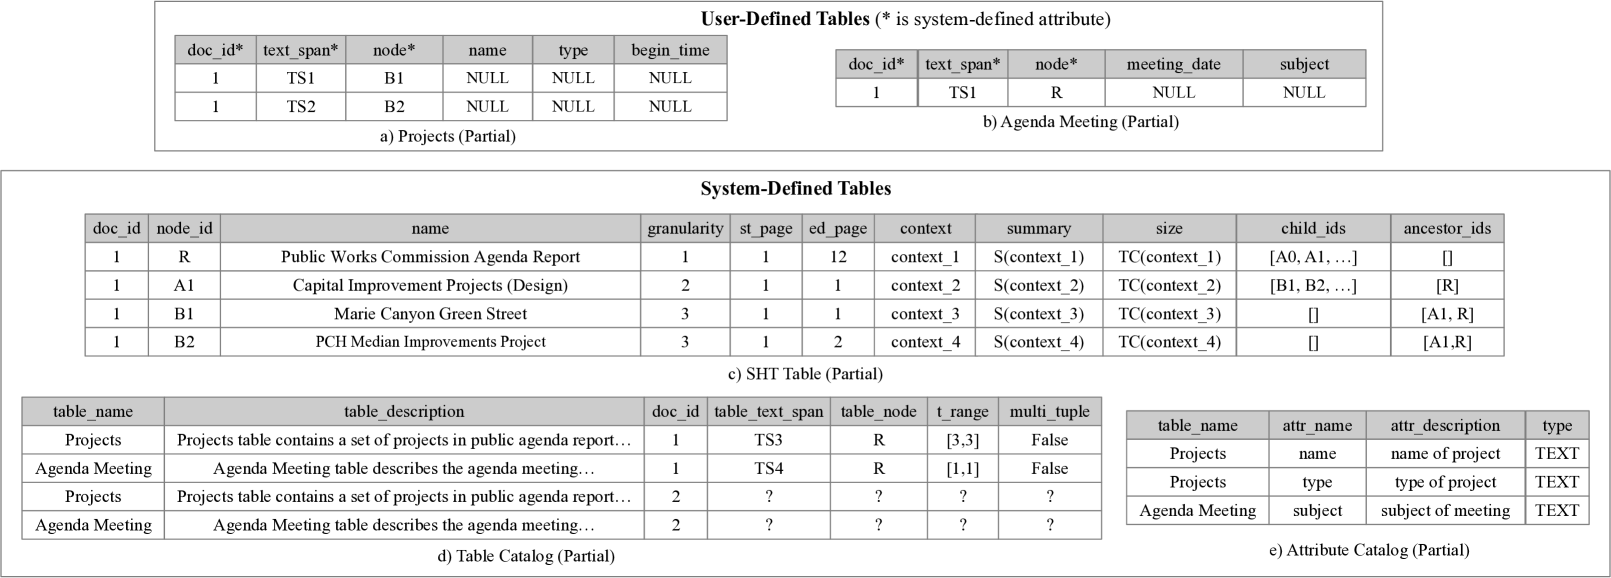 User-Defined Tables (* is system-defined attribute)
doc_id* text_span* node* name type begin_time
1 TS1 B1 NULL NULL NULL
1 TS2 B2 NULL NULL NULL
a) Projects (Partial)
doc_id* text_span* node* meeting_date subject
1 TS1 R NULL NULL
b) Agenda Meeting (Partial)
System-Defined Tables
doc_id node_id name granularity st_page ed_page context summary size child_ids ancestor_ids
1 R Public Works Commission Agenda Report 1 1 12 context_1 S(context_1) TC(context_1) [A0, A1, …] []
1 A1 Capital Improvement Projects (Design) 2 1 1 context_2 S(context_2) TC(context_2) [B1, B2, …] [R]
1 B1 Marie Canyon Green Street 3 1 1 context_3 S(context_3) TC(context_3) [] [A1, R]
1 B2 PCH Median Improvements Project 3 1 2 context_4 S(context_4) TC(context_4) [] [A1,R]
c) SHT Table (Partial)
table_name table_description doc_id table_text_span table_node t_range multi_tuple
Projects Projects table contains a set of projects in public agenda report… 1 TS3 R [3,3] False
Agenda Meeting Agenda Meeting table describes the agenda meeting… 1 TS4 R [1,1] False
Projects Projects table contains a set of projects in public agenda report… 2 ? ? ? ?
Agenda Meeting Agenda Meeting table describes the agenda meeting… 2 ? ? ? ?
d) Table Catalog (Partial)
table_name attr_name attr_description type
Projects name name of project TEXT
Projects type type of project TEXT
Agenda Meeting subject subject of meeting TEXT
e) Attribute Catalog (Partial)